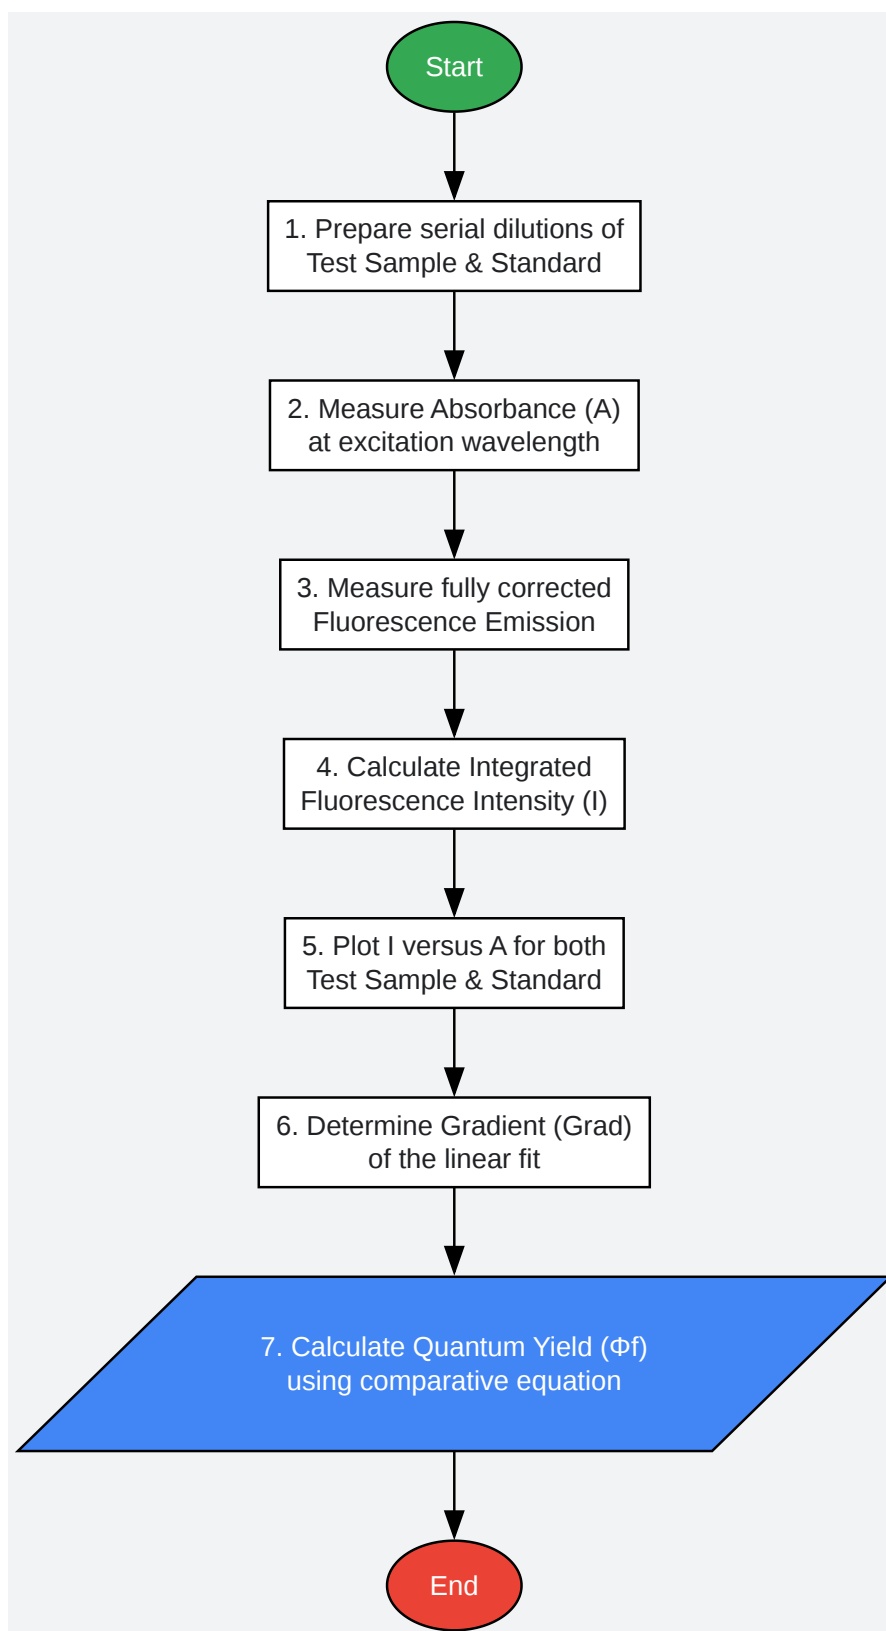 Start
1. Prepare serial dilutions of
Test Sample & Standard
2. Measure Absorbance (A)
at excitation wavelength
3. Measure fully corrected
Fluorescence Emission
4. Calculate Integrated
Fluorescence Intensity (I)
5. Plot I versus A for both
Test Sample & Standard
6. Determine Gradient (Grad)
of the linear fit
7. Calculate Quantum Yield (Φf)
using comparative equation
End